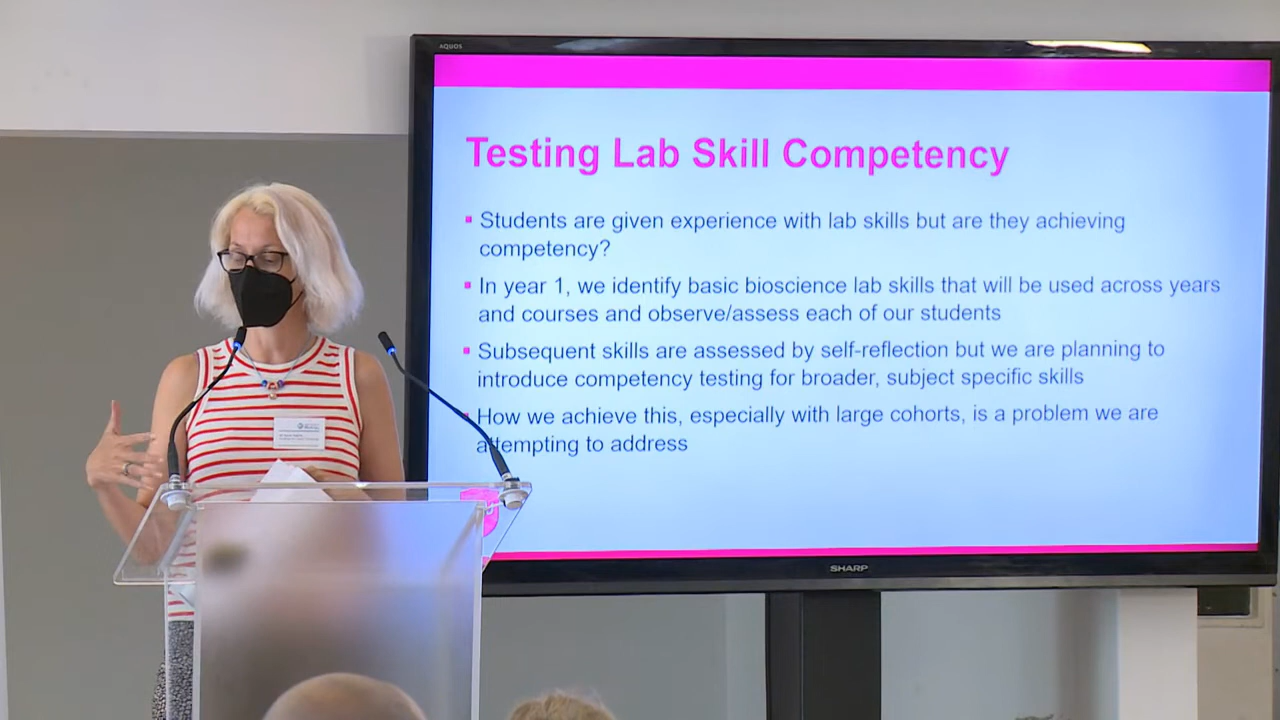 AQUOS
Testing Lab Skill Competency
Students are given experience with lab skills but are they achieving
competency?
In year 1, we identify basic bioscience lab skills that will be used across years
and courses and observe/assess each of our students
Subsequent skills are assessed by self-reflection but we are planning to
introduce competency testing for broader, subject specific skills
How we achieve this, especially with large cohorts, is a problem we are
attempting to address
SHARP